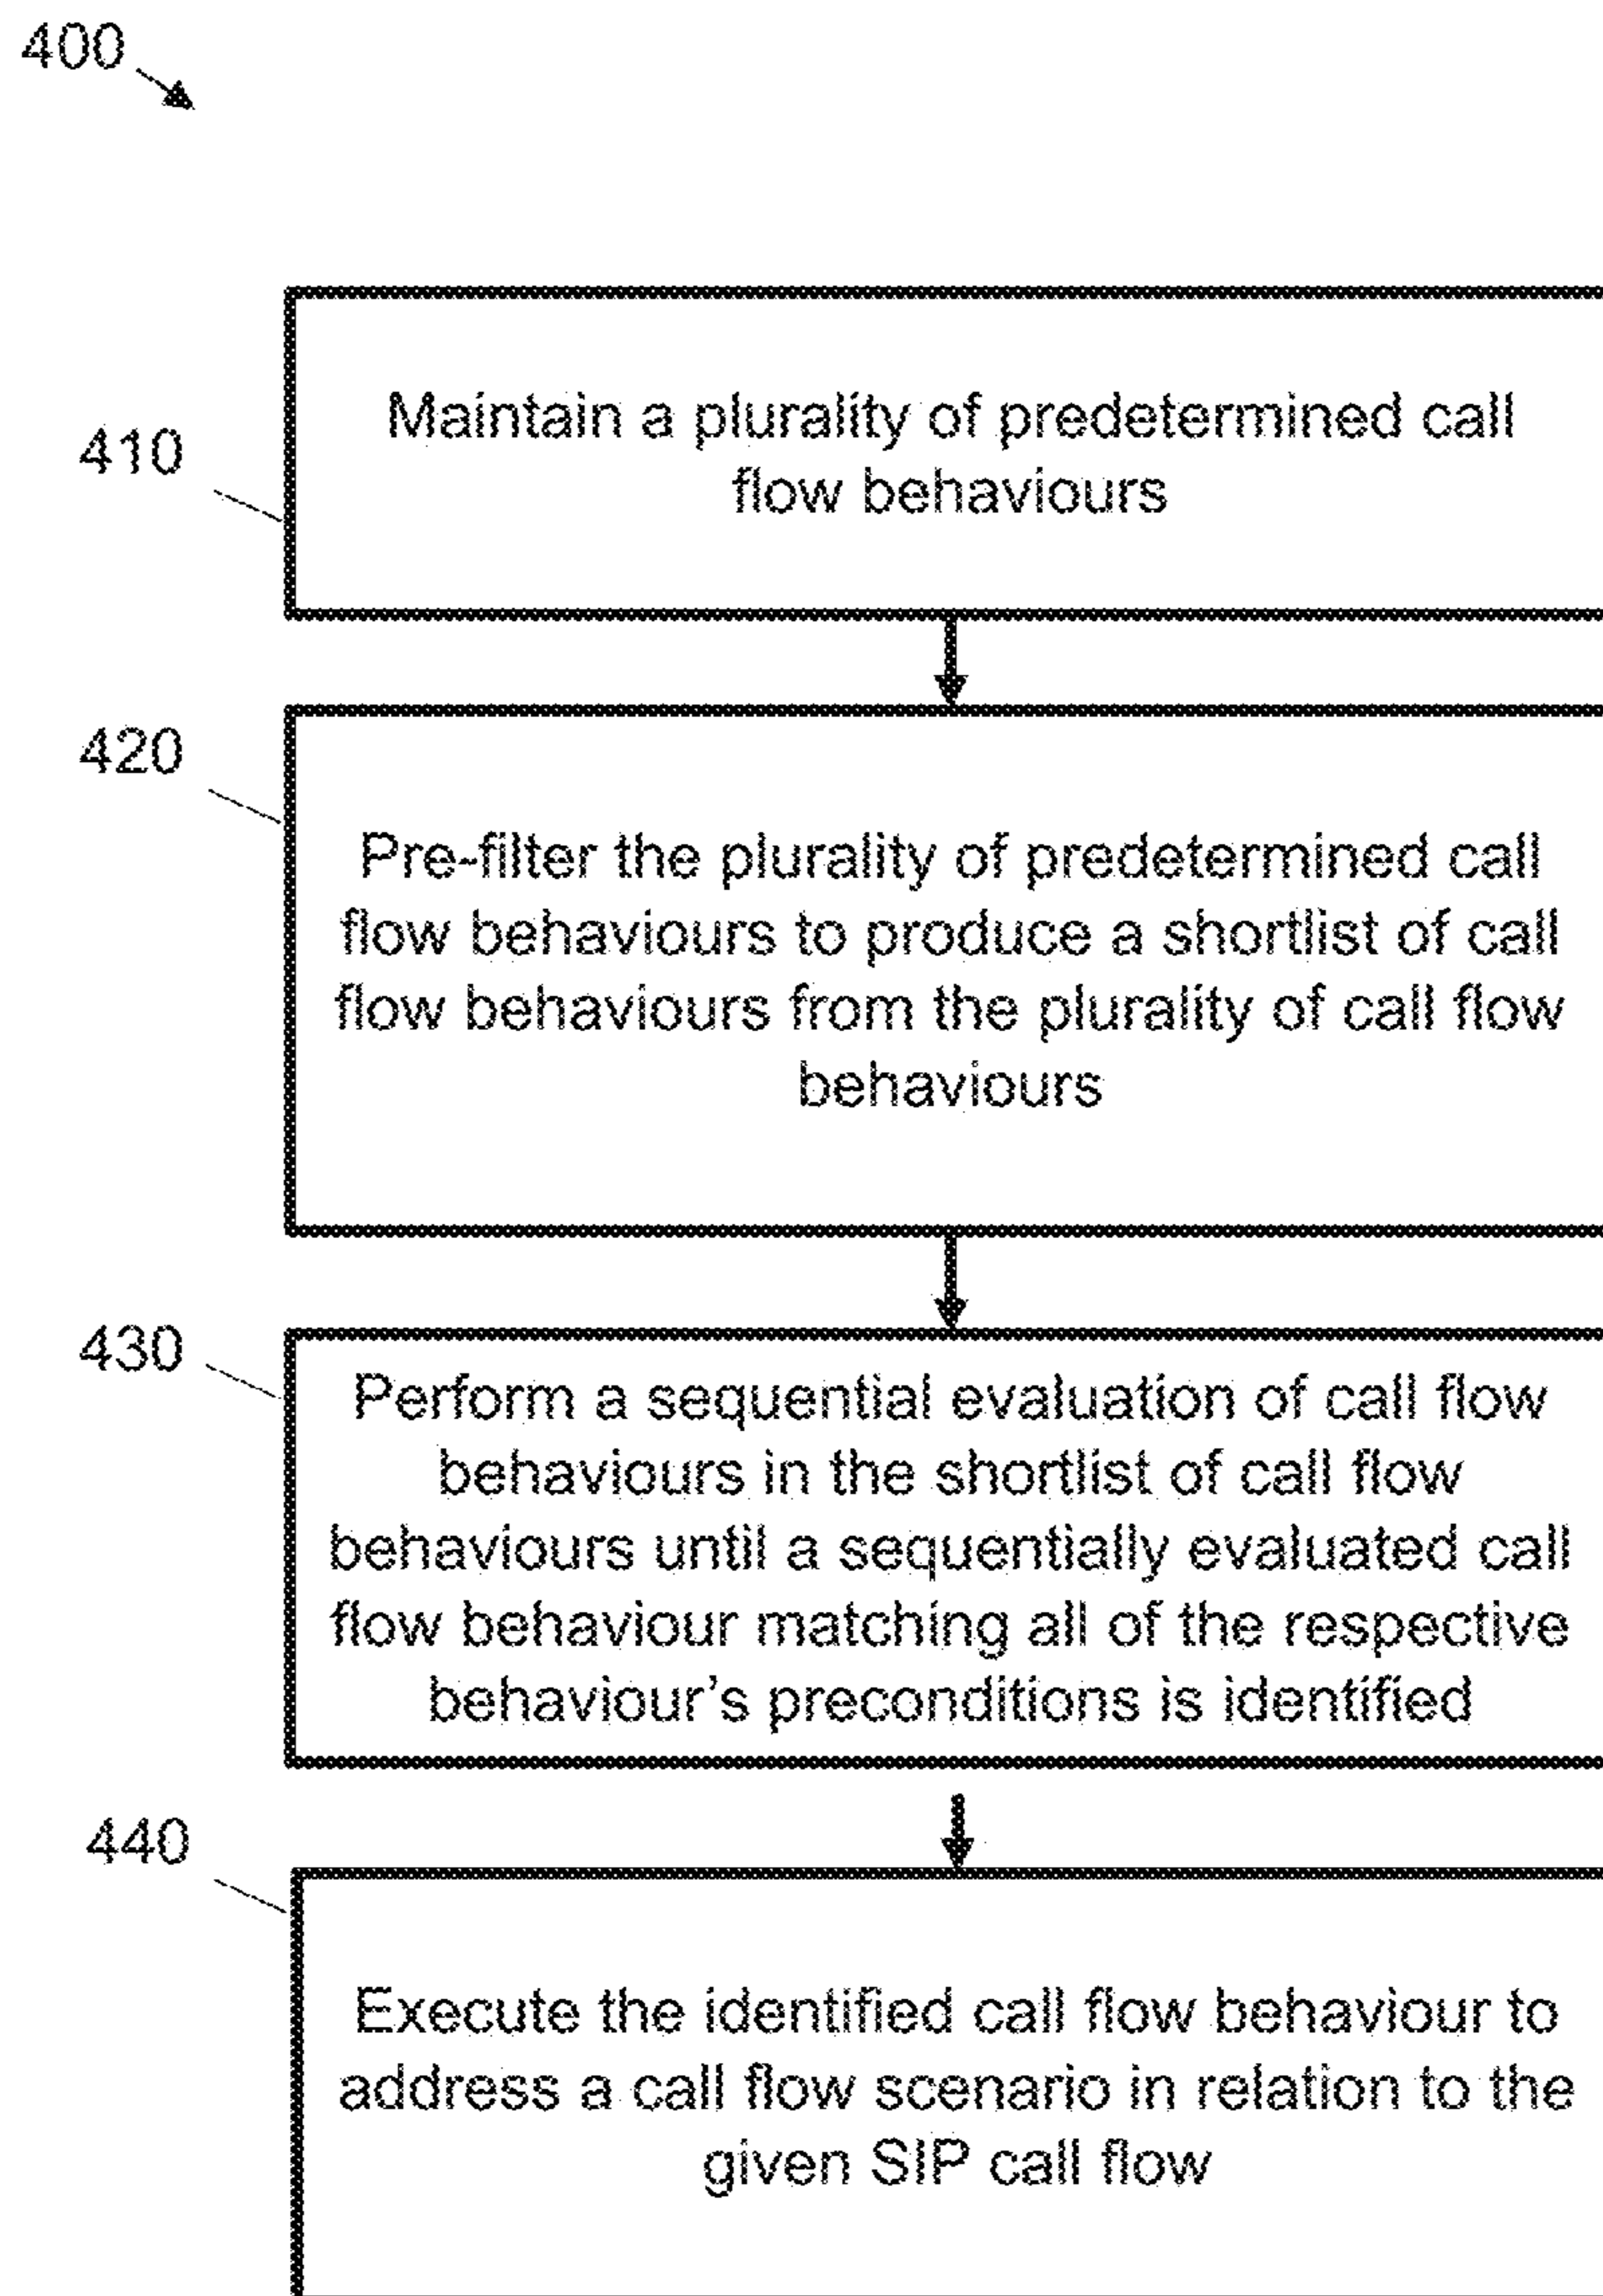 400
410
Maintain a plurality of predetermined call
flow behaviours
420
Pre-filter the plurality of predetermined call
flow behaviours to produce a shortlist of call
flow behaviours from the plurality of call flow
behaviours
430
Perform a sequential evaluation of call flow
behaviours in the shortlist of call flow
behaviours until a sequentially evaluated call
flow behaviour matching all of the respective
behaviour's preconditions is identified
440
Execute the identified call flow behaviour to
address a call flow scenario in relation to the
given SIP call flow